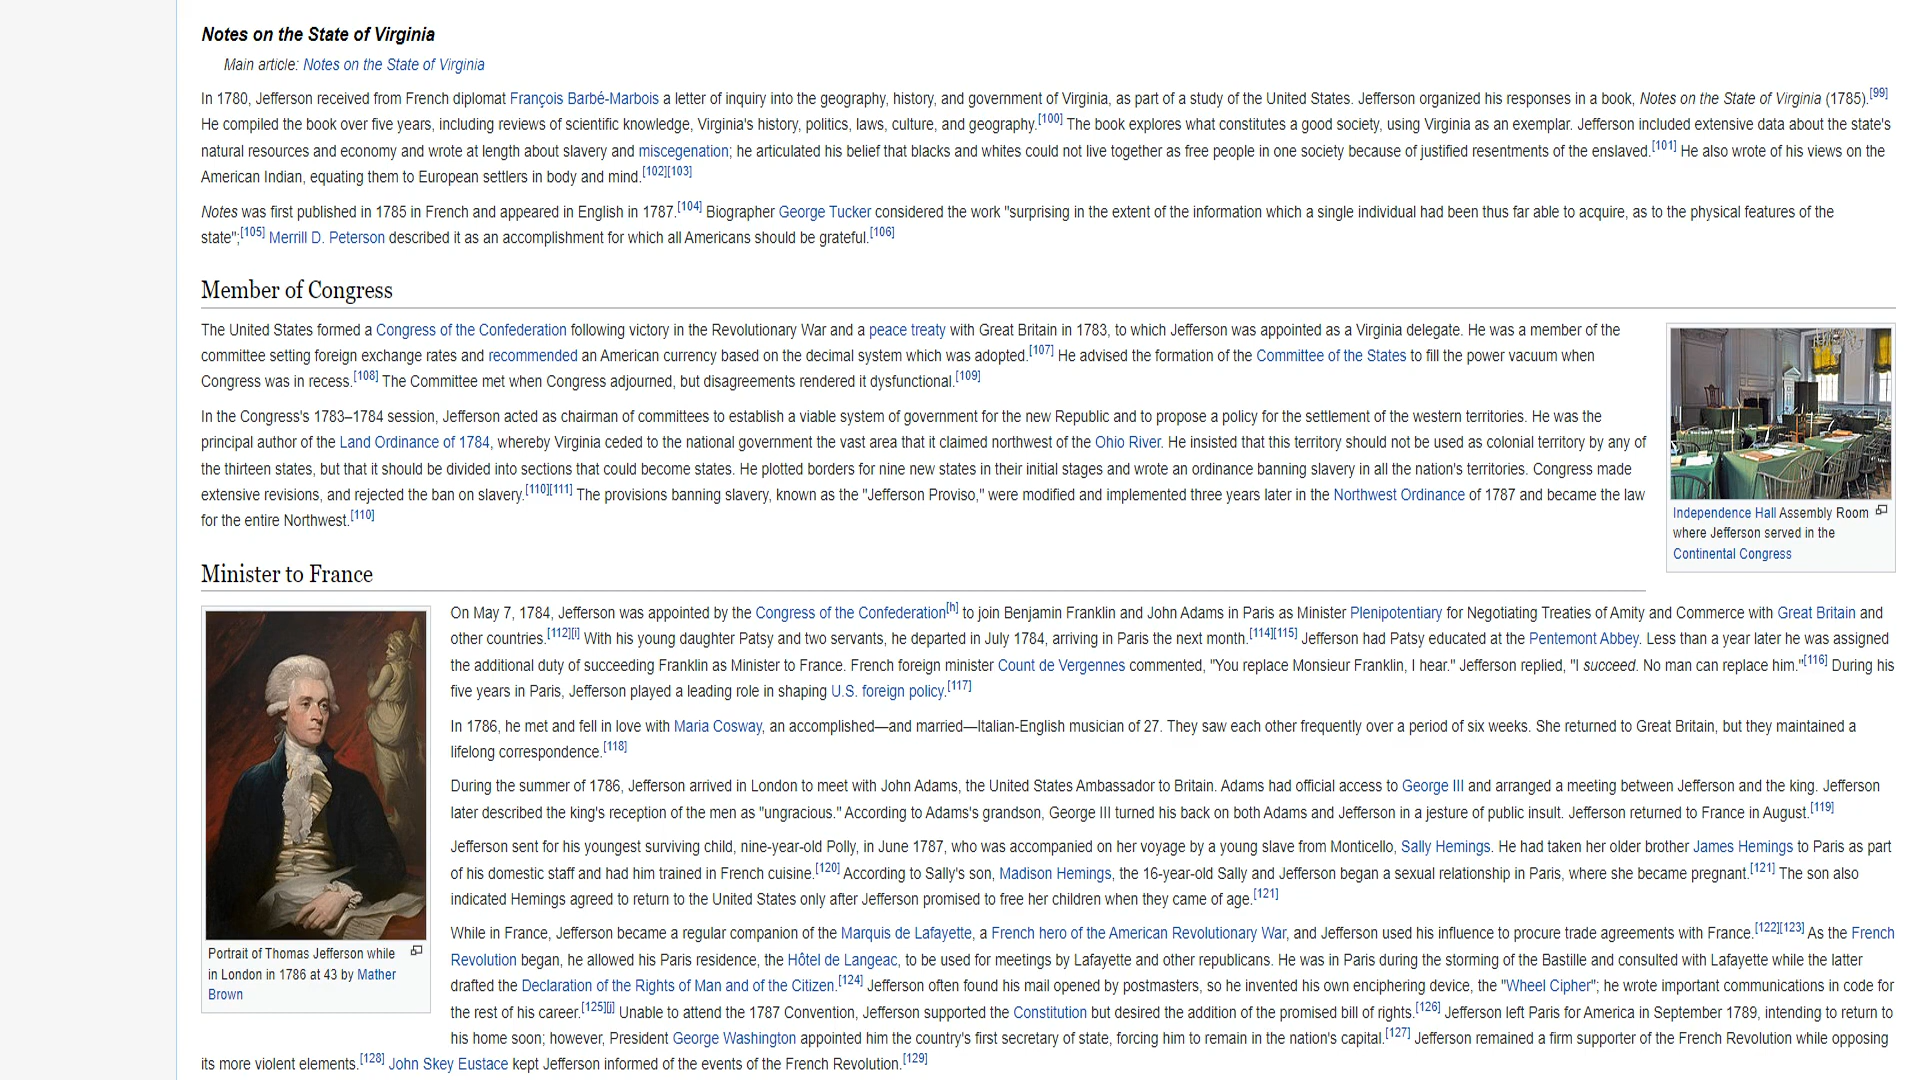 Notes on the State of Virginia
Main article: Notes on the State of Virginia
In 1780, Jefferson received from French diplomat François Barbé-Marbois a letter of inquiry into the geography, history, and government of Virginia, as part of a study of the United States. Jefferson organized his responses in a book, Notes on the State of Virginia (1785).[99]
He compiled the book over five years, including reviews of scientific knowledge, Virginia's history, politics, laws, culture, and geography.[100] The book explores what constitutes a good society, using Virginia as an exemplar. Jefferson included extensive data about the state's
natural resources and economy and wrote at length about slavery and miscegenation; he articulated his belief that blacks and whites could not live together as free people in one society because of justified resentments of the enslaved.[101] He also wrote of his views on the
American Indian, equating them to European settlers in body and mind.[102][103]
Notes was first published in 1785 in French and appeared in English in 1787.[104] Biographer George Tucker considered the work "surprising in the extent of the information which a single individual had been thus far able to acquire, as to the physical features of the
state";[105] Merrill D. Peterson described it as an accomplishment for which all Americans should be grateful.[106]
Member of Congress
The United States formed a Congress of the Confederation following victory in the Revolutionary War and a peace treaty with Great Britain in 1783, to which Jefferson was appointed as a Virginia delegate. He was a member of the
committee setting foreign exchange rates and recommended an American currency based on the decimal system which was adopted.[107] He advised the formation of the Committee of the States to fill the power vacuum when
Congress was in recess.[108] The Committee met when Congress adjourned, but disagreements rendered it dysfunctional.[109]
In the Congress's 1783–1784 session, Jefferson acted as chairman of committees to establish a viable system of government for the new Republic and to propose a policy for the settlement of the western territories. He was the
principal author of the Land Ordinance of 1784, whereby Virginia ceded to the national government the vast area that it claimed northwest of the Ohio River. He insisted that this territory should not be used as colonial territory by any of
the thirteen states, but that it should be divided into sections that could become states. He plotted borders for nine new states in their initial stages and wrote an ordinance banning slavery in all the nation's territories. Congress made
extensive revisions, and rejected the ban on slavery.[110][111] The provisions banning slavery, known as the "Jefferson Proviso," were modified and implemented three years later in the Northwest Ordinance of 1787 and became the law
for the entire Northwest.[110]
Independence Hall Assembly Room
where Jefferson served in the
Continental Congress
Minister to France
On May 7, 1784, Jefferson was appointed by the Congress of the Confederation[h] to join Benjamin Franklin and John Adams in Paris as Minister Plenipotentiary for Negotiating Treaties of Amity and Commerce with Great Britain and
other countries.[112][i] With his young daughter Patsy and two servants, he departed in July 1784, arriving in Paris the next month.[114][115] Jefferson had Patsy educated at the Pentemont Abbey. Less than a year later he was assigned
the additional duty of succeeding Franklin as Minister to France. French foreign minister Count de Vergennes commented, "You replace Monsieur Franklin, I hear." Jefferson replied, "I succeed. No man can replace him."[116] During his
five years in Paris, Jefferson played a leading role in shaping U.S. foreign policy.[117]
In 1786, he met and fell in love with Maria Cosway, an accomplished—and married—Italian-English musician of 27. They saw each other frequently over a period of six weeks. She returned to Great Britain, but they maintained a
lifelong correspondence.[118]
During the summer of 1786, Jefferson arrived in London to meet with John Adams, the United States Ambassador to Britain. Adams had official access to George III and arranged a meeting between Jefferson and the king. Jefferson
later described the king's reception of the men as "ungracious." According to Adams's grandson, George III turned his back on both Adams and Jefferson in a jesture of public insult. Jefferson returned to France in August.[119]
Jefferson sent for his youngest surviving child, nine-year-old Polly, in June 1787, who was accompanied on her voyage by a young slave from Monticello, Sally Hemings. He had taken her older brother James Hemings to Paris as part
of his domestic staff and had him trained in French cuisine.[120] According to Sally's son, Madison Hemings, the 16-year-old Sally and Jefferson began a sexual relationship in Paris, where she became pregnant.[121] The son also
indicated Hemings agreed to return to the United States only after Jefferson promised to free her children when they came of age.[121]
While in France, Jefferson became a regular companion of the Marquis de Lafayette, a French hero of the American Revolutionary War, and Jefferson used his influence to procure trade agreements with France.[122][123] As the French
Revolution began, he allowed his Paris residence, the Hôtel de Langeac, to be used for meetings by Lafayette and other republicans. He was in Paris during the storming of the Bastille and consulted with Lafayette while the latter
drafted the Declaration of the Rights of Man and of the Citizen.[124] Jefferson often found his mail opened by postmasters, so he invented his own enciphering device, the "Wheel Cipher"; he wrote important communications in code for
the rest of his career.[125][j] Unable to attend the 1787 Convention, Jefferson supported the Constitution but desired the addition of the promised bill of rights.[126] Jefferson left Paris for America in September 1789, intending to return to
his home soon; however, President George Washington appointed him the country's first secretary of state, forcing him to remain in the nation's capital.[127] Jefferson remained a firm supporter of the French Revolution while opposing
its more violent elements.[128] John Skey Eustace kept Jefferson informed of the events of the French Revolution.[129]
Portrait of Thomas Jefferson while
in London in 1786 at 43 by Mather
Brown